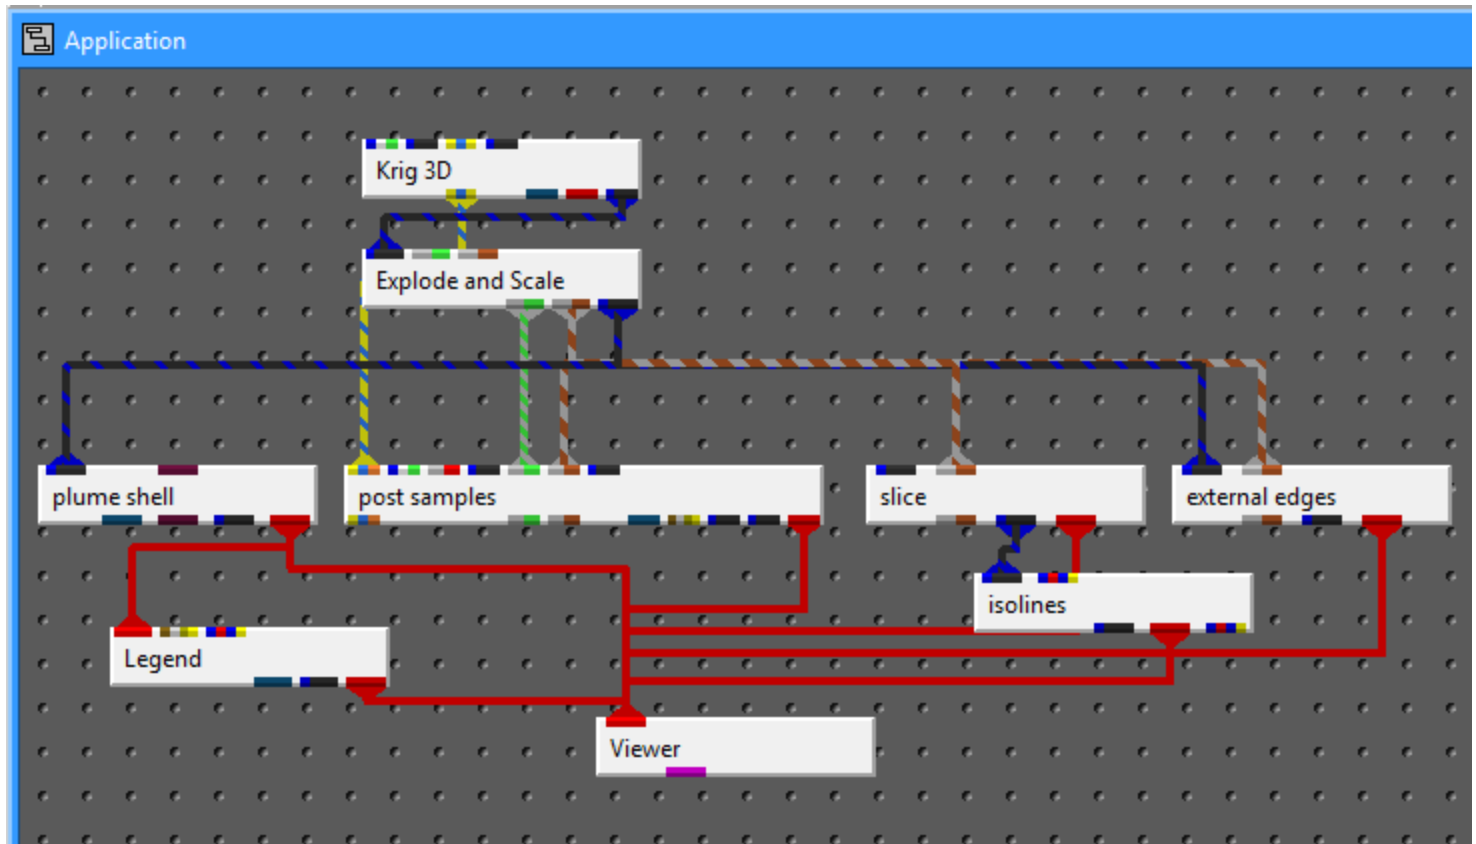 Application
Krig 3D
Explode and Scale
plume shell
post samples
slice
external edges
isolines
Legend
Viewer